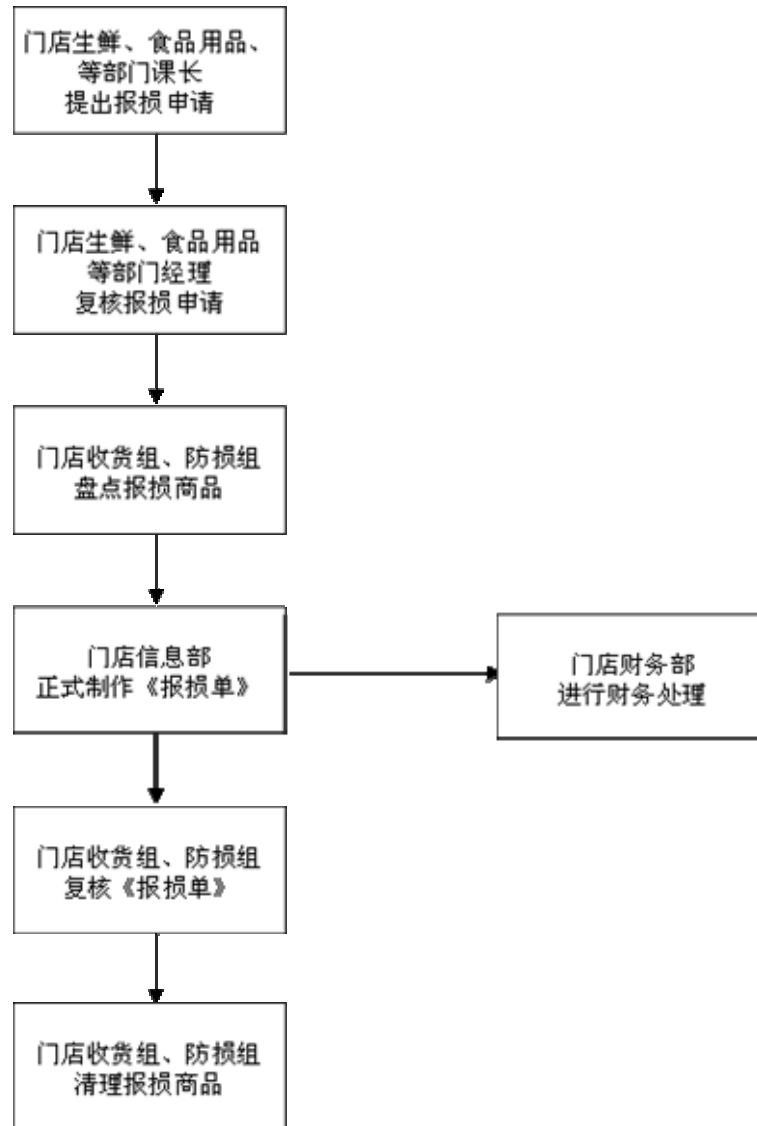 门店生鲜、食品用品、
等部门课长
提出报损申请
门店生鲜、食品用品
等部门经理
复核报损申请
门店收货组、防损组
盘点报损商品
门店信息部
正式制作《报损单》
门店财务部
进行财务处理
门店收货组、防损组
复核《报损单》
门店收货组、防损组
清理报损商品